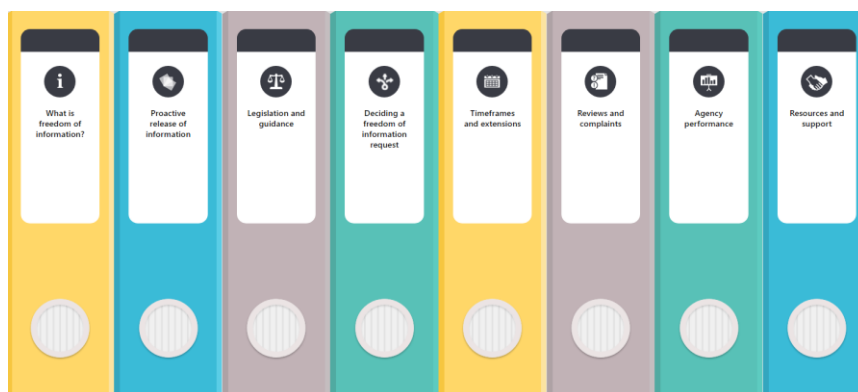 What is
freedom of
information?
Proactive
release of
information
Legislation and
guidance
Deciding a
freedom of
information
request
Timeframes
and extensions
Reviews and
complaints
Agency
performance
Resources and
support